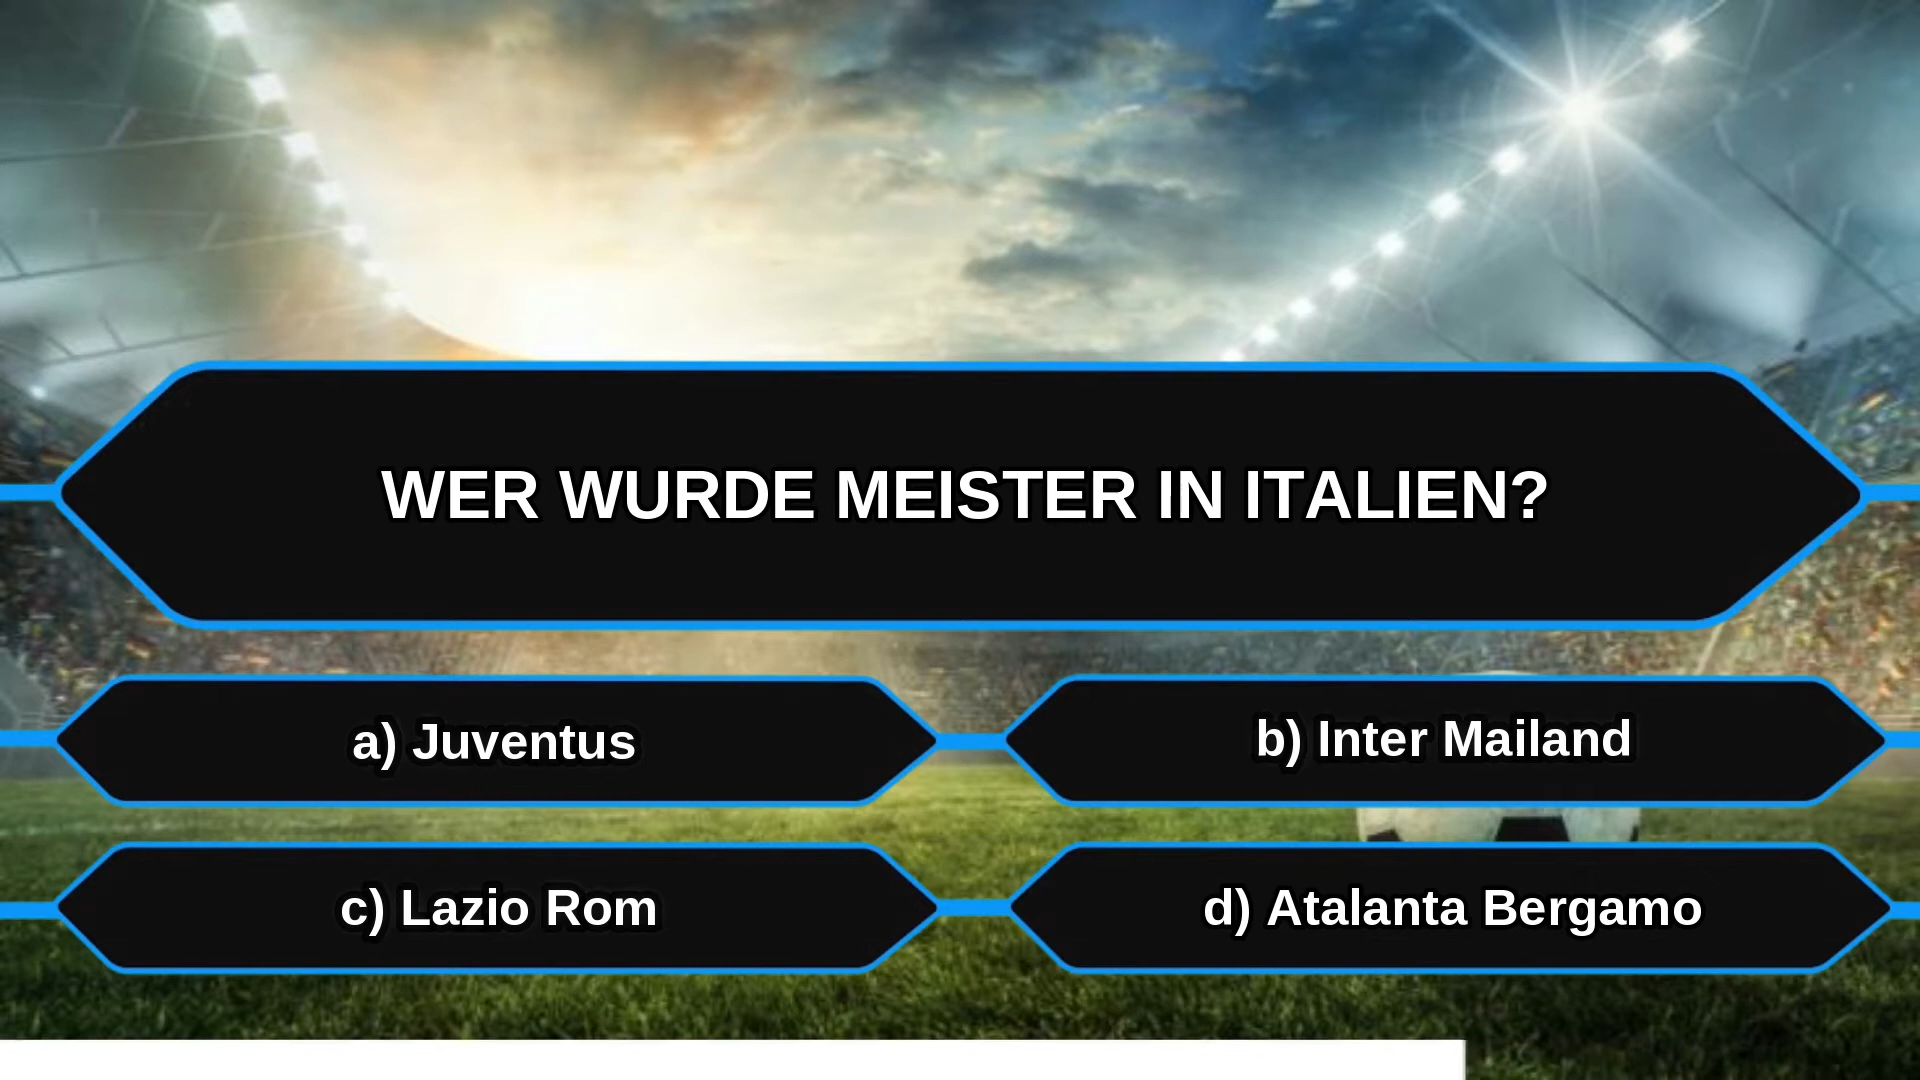 WER WURDE MEISTER IN ITALIEN?
a) Juventus
b) Inter Mailand
c) Lazio Rom
d) Atalanta Bergamo